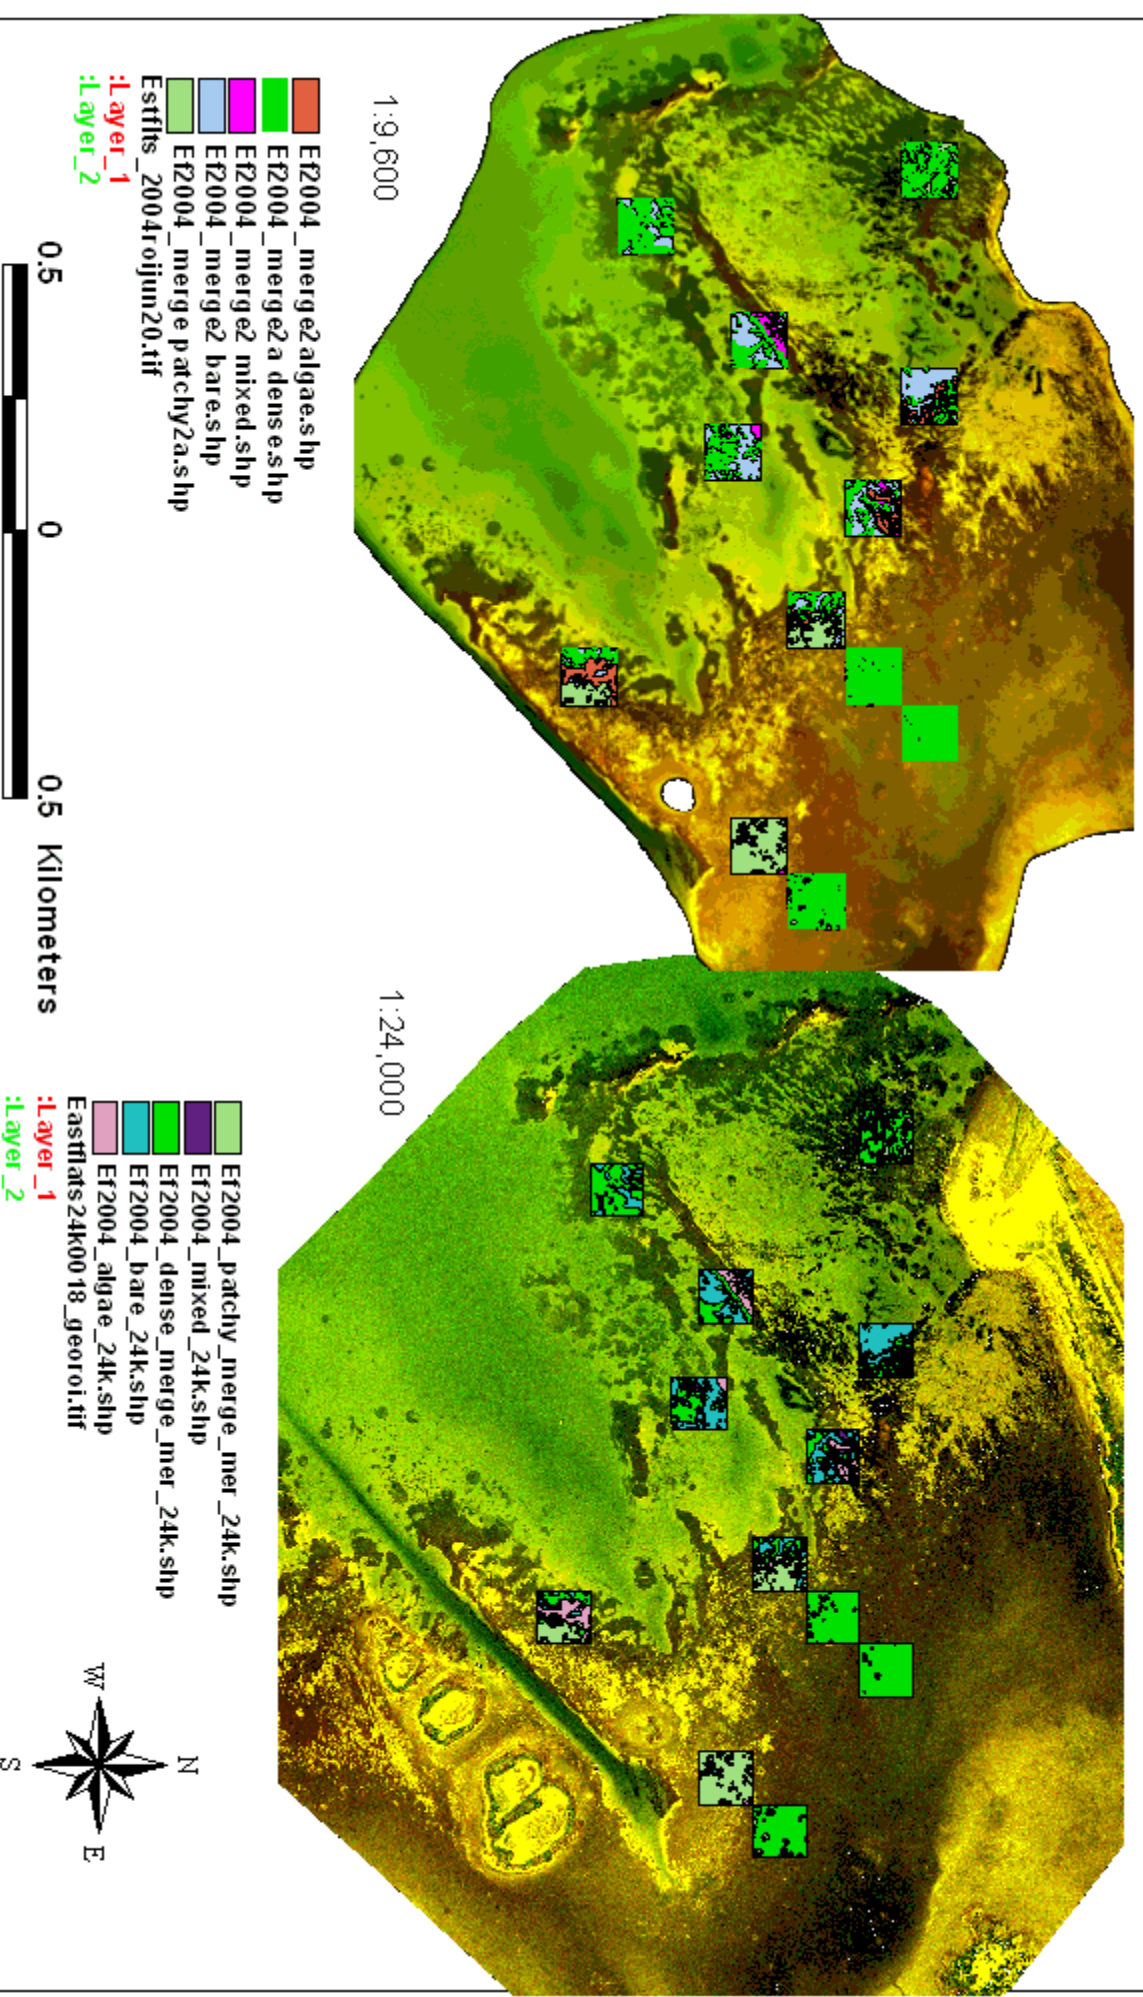 1:9,600
Ef2004_merge2algae.shp
Ef2004_merge2a dense.shp
Ef2004_merge2 mixed.shp
Ef2004_merge2 bare.shp
Ef2004_merge patchy2a.shp
Estflts_2004roijun20.tif
:Layer_1
:Layer_2
0.5 0 0.5 Kilometers
1:24,000
Ef2004_patchy_merge_mer_24k.shp
Ef2004_mixed_24k.shp
Ef2004_dense_merge_mer_24k.shp
Ef2004_bare_24k.shp
Ef2004_algae_24k.shp
Eastflats24k0018_georoi.tif
:Layer_1
:Layer_2
N
W E
S